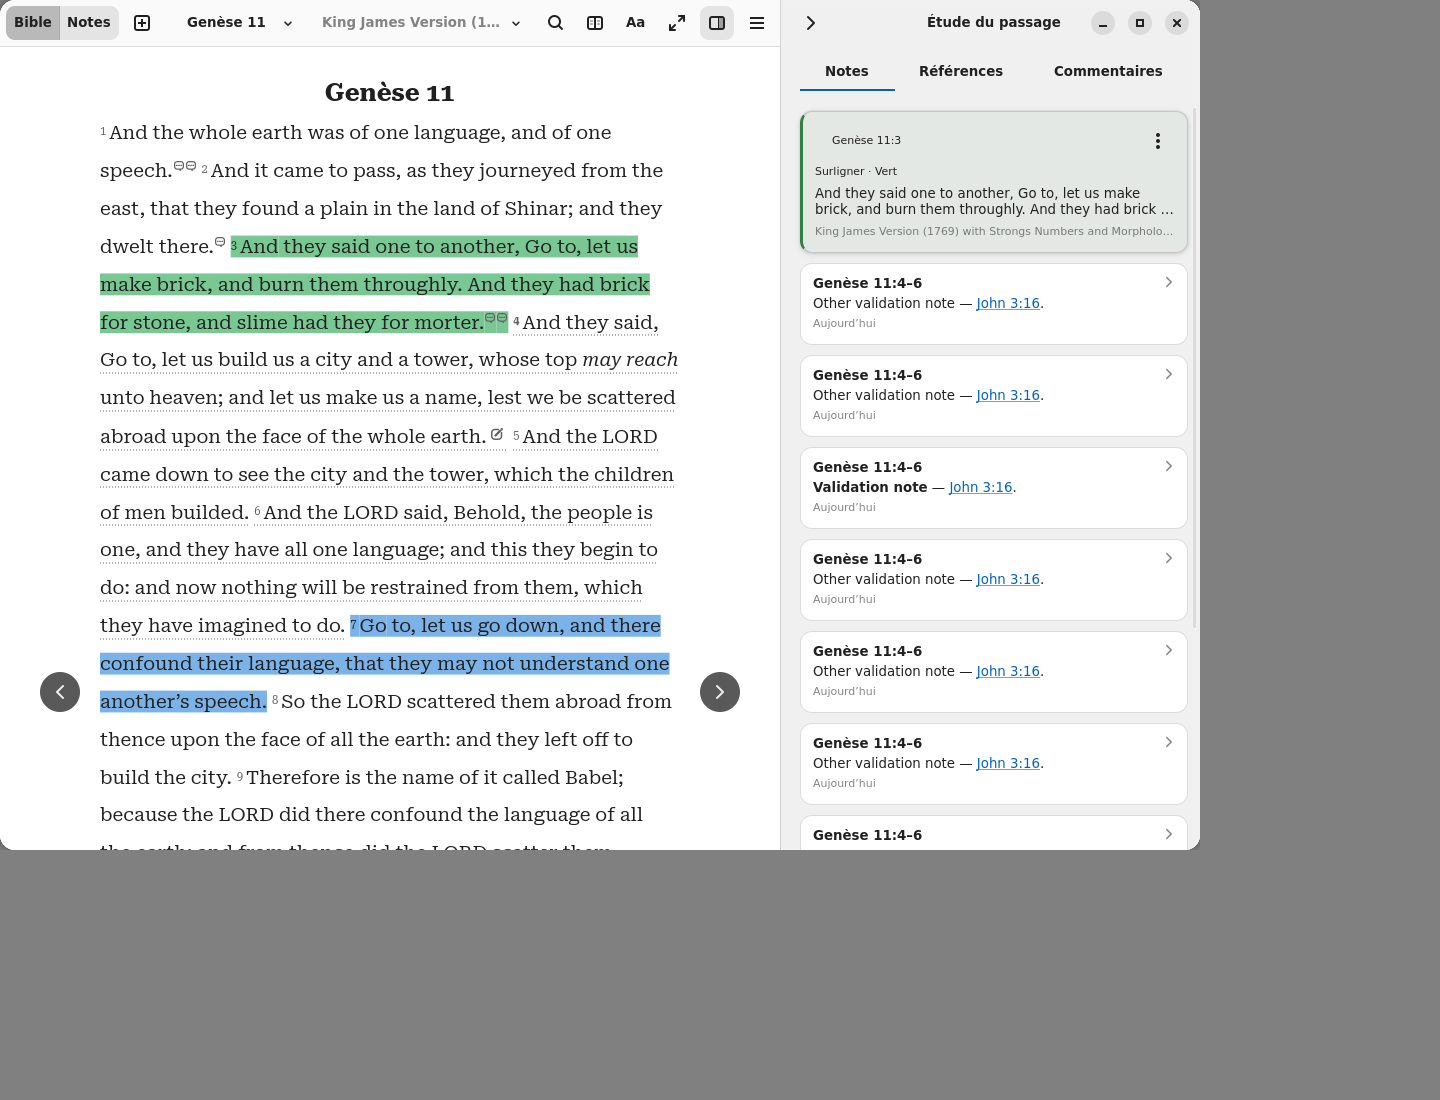 Bible Notes Genèse 11 King James Version (1... Aa
Genèse 11
1 And the whole earth was of one language, and of one
speech. 2 And it came to pass, as they journeyed from the
east, that they found a plain in the land of Shinar; and they
dwelt there. 3 And they said one to another, Go to, let us
make brick, and burn them throughly. And they had brick
for stone, and slime had they for morter. 4 And they said,
Go to, let us build us a city and a tower, whose top may reach
unto heaven; and let us make us a name, lest we be scattered
abroad upon the face of the whole earth. 5 And the LORD
came down to see the city and the tower, which the children
of men builded. 6 And the LORD said, Behold, the people is
one, and they have all one language; and this they begin to
do: and now nothing will be restrained from them, which
they have imagined to do. 7 Go to, let us go down, and there
confound their language, that they may not understand one
another’s speech. 8 So the LORD scattered them abroad from
thence upon the face of all the earth: and they left off to
build the city. 9 Therefore is the name of it called Babel;
because the LORD did there confound the language of all
the earth: and from thence did the LORD scatter them
Étude du passage
Notes Références Commentaires
Genèse 11:3
Surligner · Vert
And they said one to another, Go to, let us make
brick, and burn them throughly. And they had brick ...
King James Version (1769) with Strongs Numbers and Morpholo...
Genèse 11:4–6
Other validation note — John 3:16.
Aujourd’hui
Genèse 11:4–6
Other validation note — John 3:16.
Aujourd’hui
Genèse 11:4–6
Validation note — John 3:16.
Aujourd’hui
Genèse 11:4–6
Other validation note — John 3:16.
Aujourd’hui
Genèse 11:4–6
Other validation note — John 3:16.
Aujourd’hui
Genèse 11:4–6
Other validation note — John 3:16.
Aujourd’hui
Genèse 11:4–6